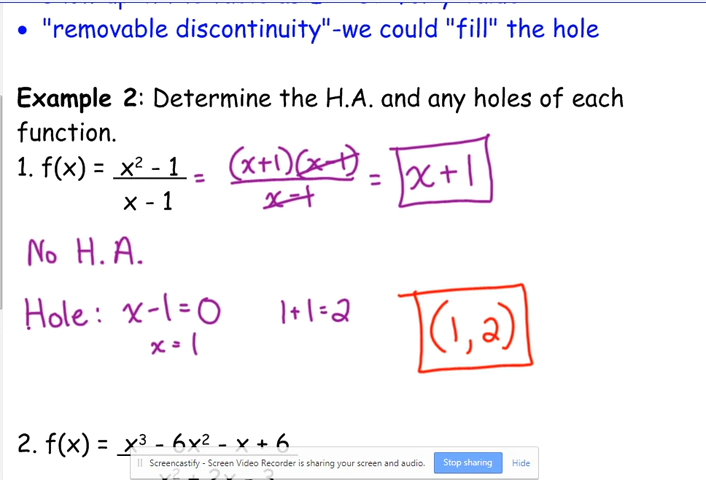 • "removable discontinuity"-we could "fill" the hole
Example 2: Determine the H.A. and any holes of each
function.
1. f(x) = x² - 1 / x - 1 = (x+1)(x-1) / x-1 = x+1
No H.A.
Hole: x-1=0 1+1=2 (1,2)
x=1
2. f(x) = x³ - 6x² - x + 6
Screencastify - Screen Video Recorder is sharing your screen and audio. Stop sharing Hide